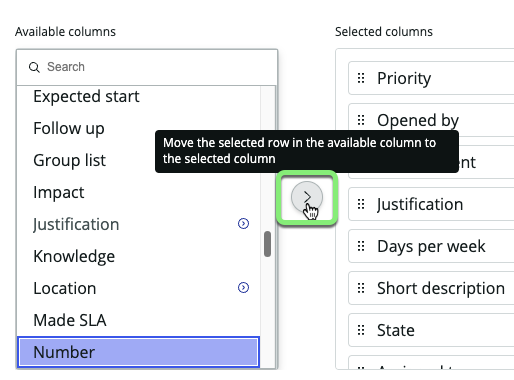 Available columns
Selected columns
Search
Expected start
Follow up
Group list
Impact
Justification
Knowledge
Location
Made SLA
Number
Move the selected row in the available column to
the selected column
Priority
Opened by
Justification
Days per week
Short description
State